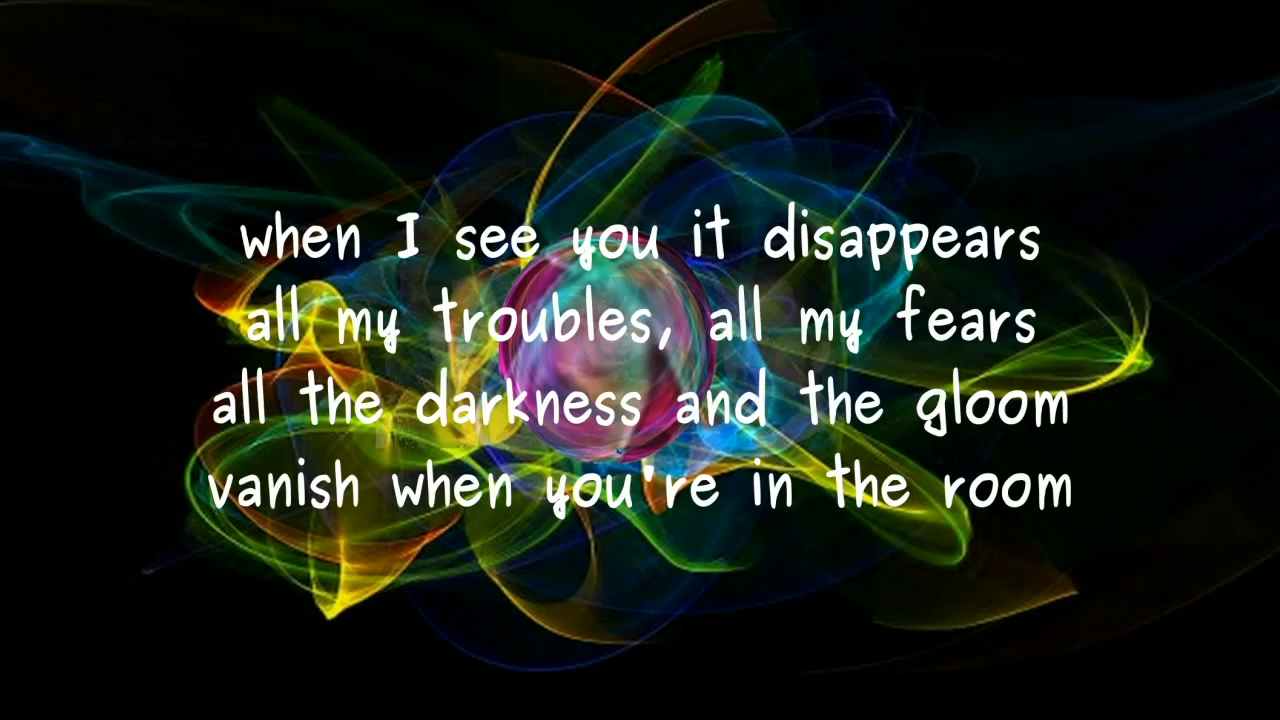 when I see you it disappears
all my troubles, all my fears
all the darkness and the gloom
vanish when you're in the room